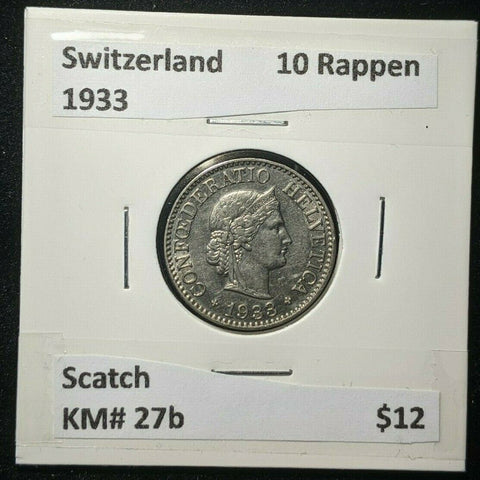 Switzerland 10 Rappen
1933
CONFŒDERATIO HELVETICA
* 1933 *
Scatch
KM# 27b $12